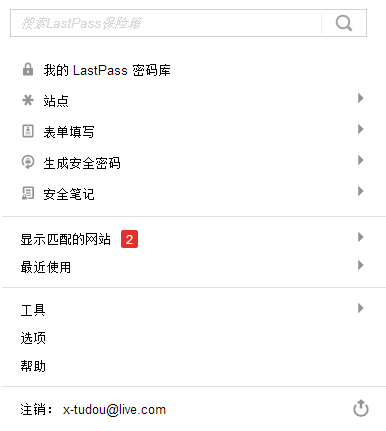 搜索LastPass保险箱
我的 LastPass 密码库
站点
表单填写
生成安全密码
安全笔记
显示匹配的网站 2
最近使用
工具
选项
帮助
注销： x-tudou@live.com